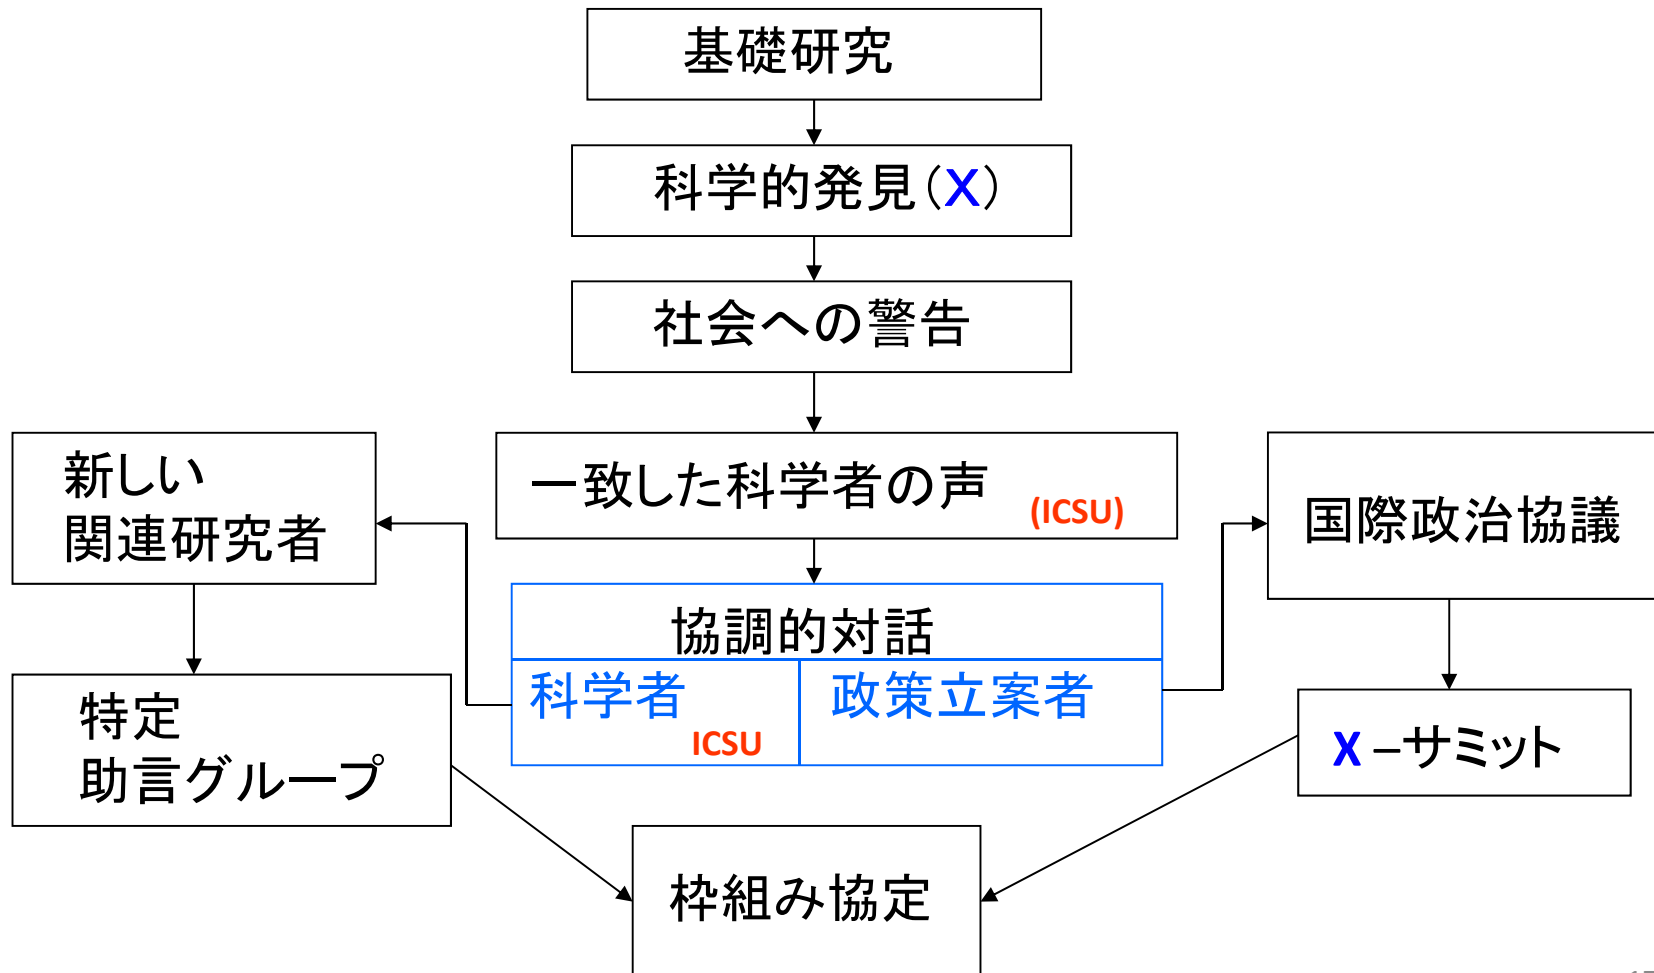 基礎研究
科学的発見(X)
社会への警告
一致した科学者の声 (ICSU)
新しい
関連研究者
国際政治協議
協調的対話
科学者
ICSU
政策立案者
特定
助言グループ
X-サミット
枠組み協定